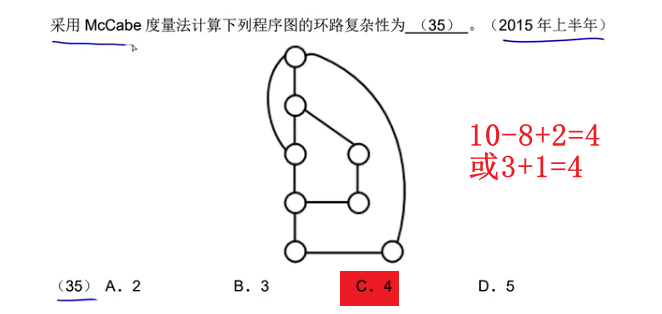 采用 McCabe 度量法计算下列程序图的环路复杂性为 （35） 。（2015 年上半年）
10-8+2=4
或3+1=4
（35） A. 2 B. 3 C. 4 D. 5